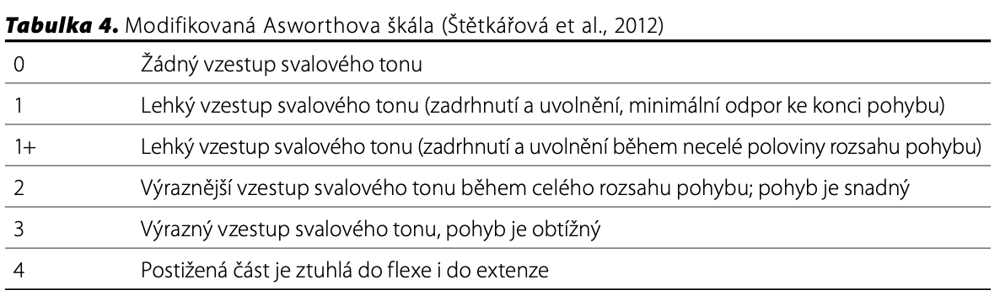 Tabulka 4. Modifikovaná Asworthova škála (Štětkářová et al., 2012)
0 Žádný vzestup svalového tonu
1 Lehký vzestup svalového tonu (zadrhnutí a uvolnění, minimální odpor ke konci pohybu)
1+ Lehký vzestup svalového tonu (zadrhnutí a uvolnění během necelé poloviny rozsahu pohybu)
2 Výraznější vzestup svalového tonu během celého rozsahu pohybu; pohyb je snadný
3 Výrazný vzestup svalového tonu, pohyb je obtížný
4 Postižená část je ztuhlá do flexe i do extenze